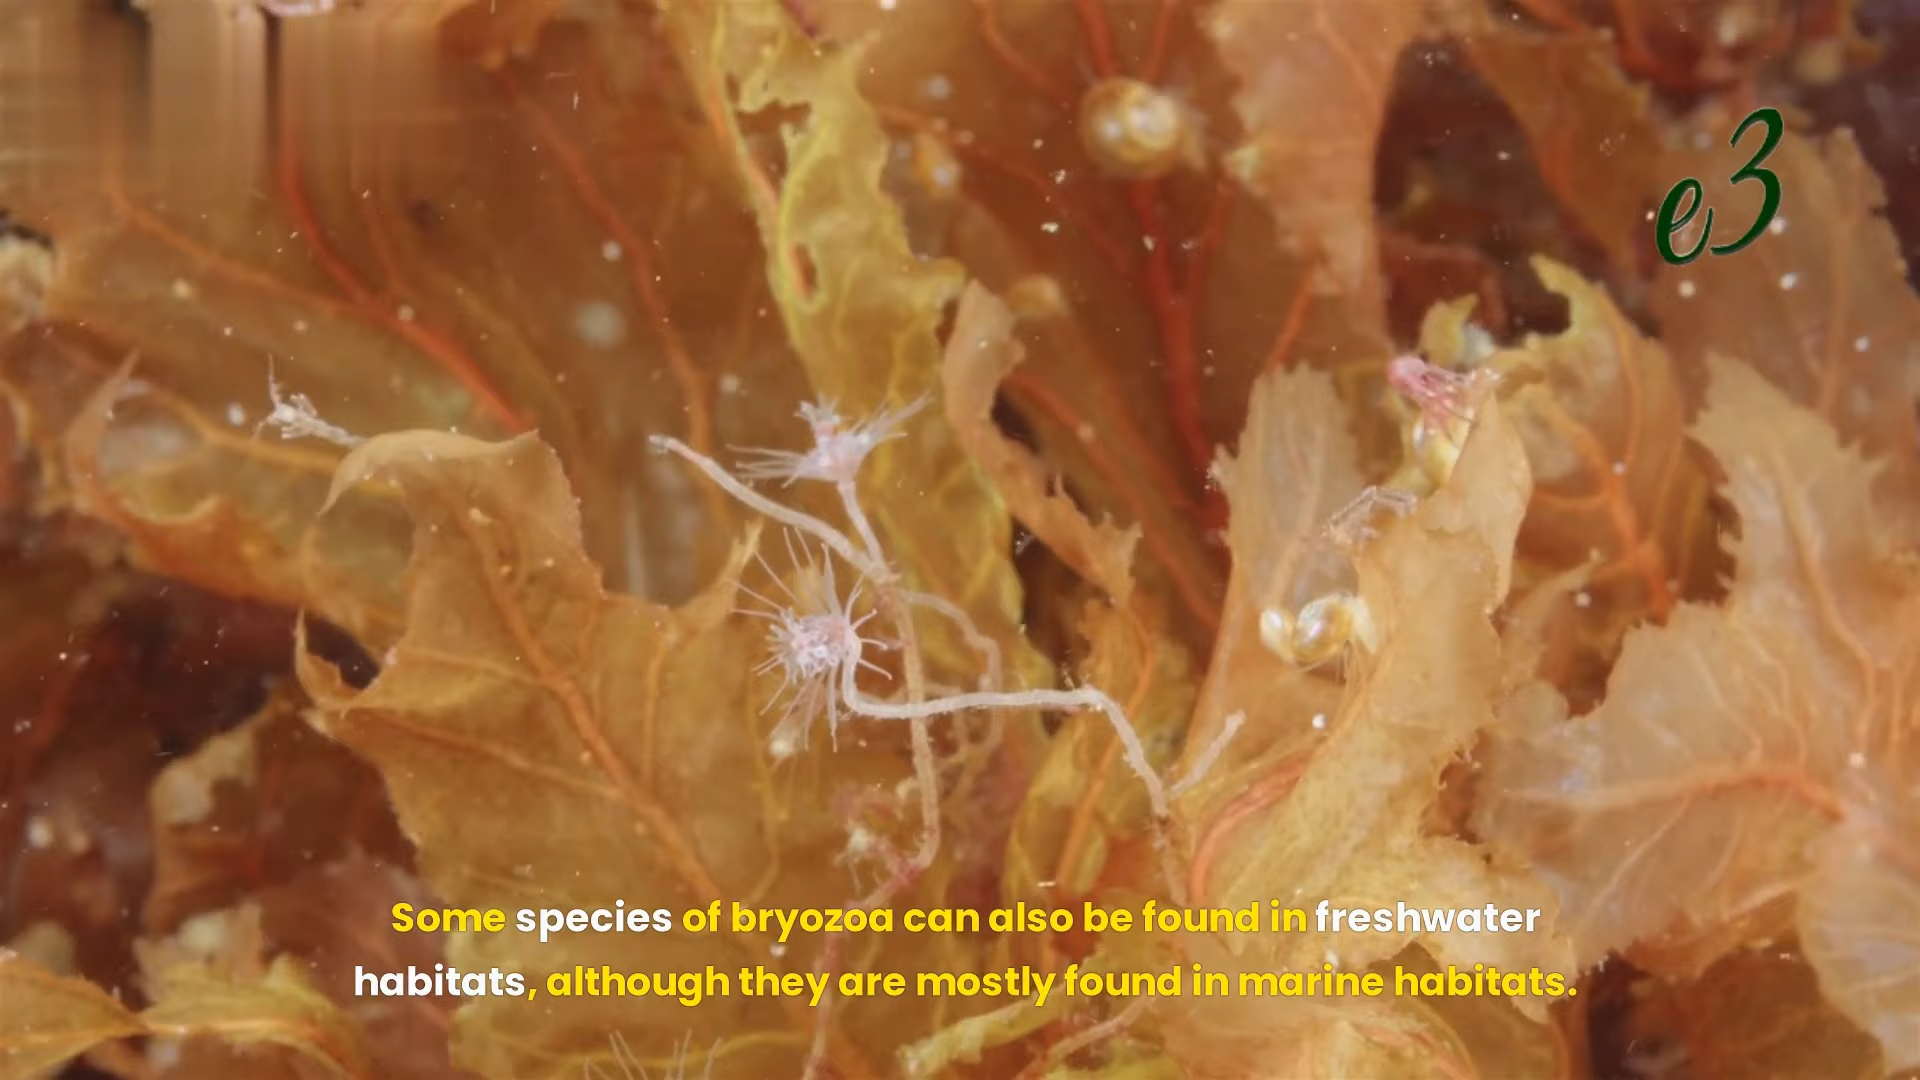 e3
Some species of bryozoa can also be found in freshwater
habitats, although they are mostly found in marine habitats.